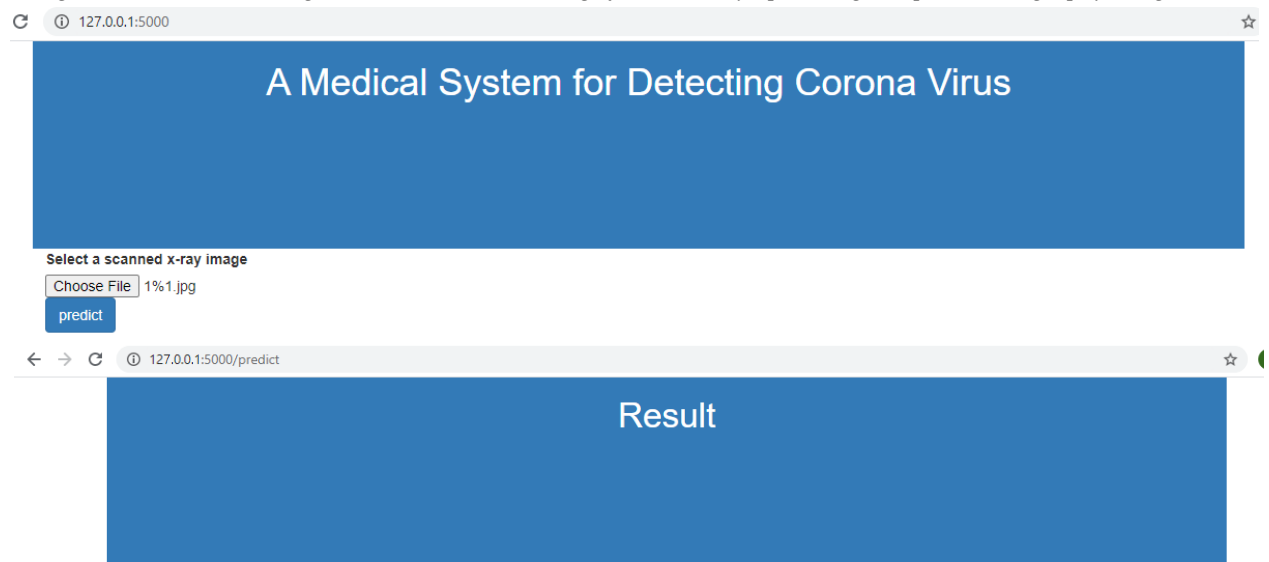 127.0.0.1:5000
A Medical System for Detecting Corona Virus
Select a scanned x-ray image
Choose File 1%1.jpg
predict
127.0.0.1:5000/predict
Result